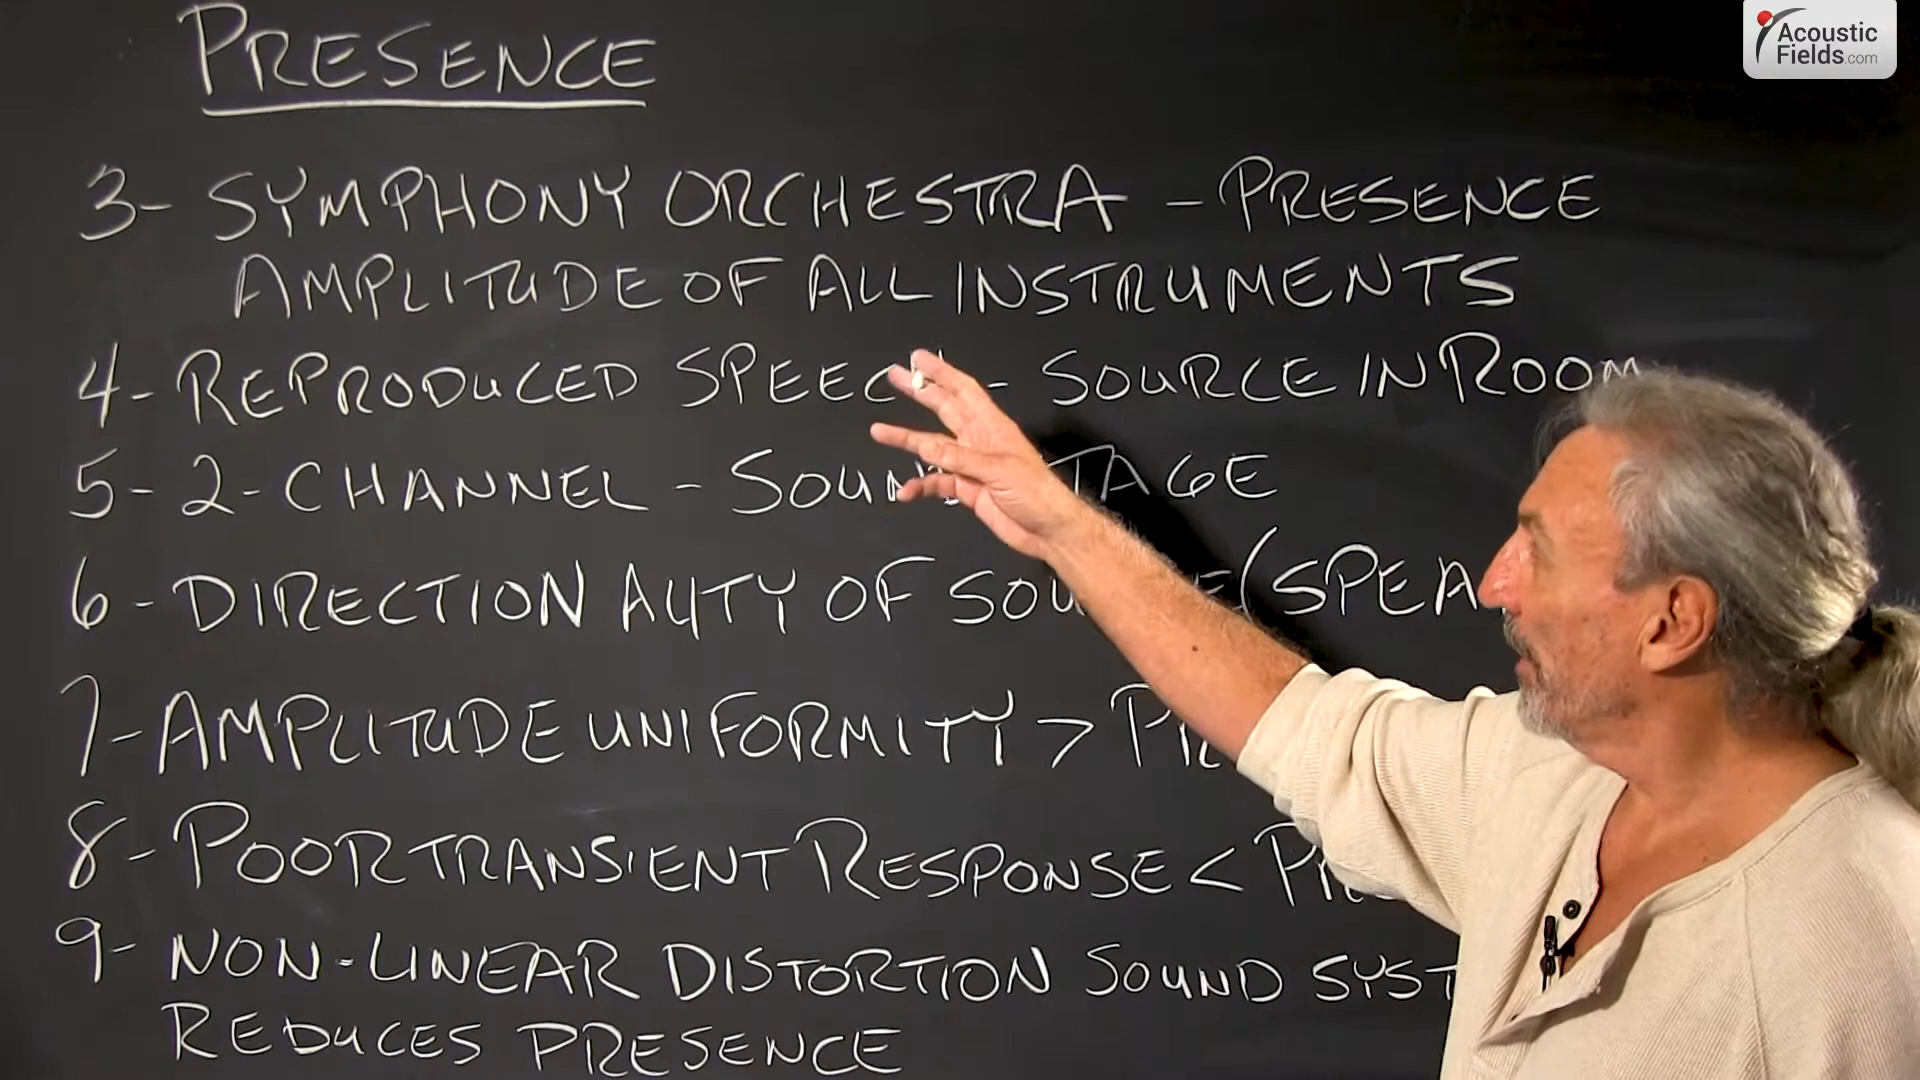 PRESENCE
Acoustic
Fields.com
3- SYMPHONY ORCHESTRA - PRESENCE
AMPLITUDE OF ALL INSTRUMENTS
4- REPRODUCED SPEECH - SOURCE IN ROOM
5- 2-CHANNEL - SOUND STAGE
6- DIRECTIONALITY OF SOURCE (
7- AMPLITUDE UNIFORMITY >
8- POOR TRANSIENT RESPONSE <
9- NON-LINEAR DISTORTION SOUND
REDUCES PRESENCE